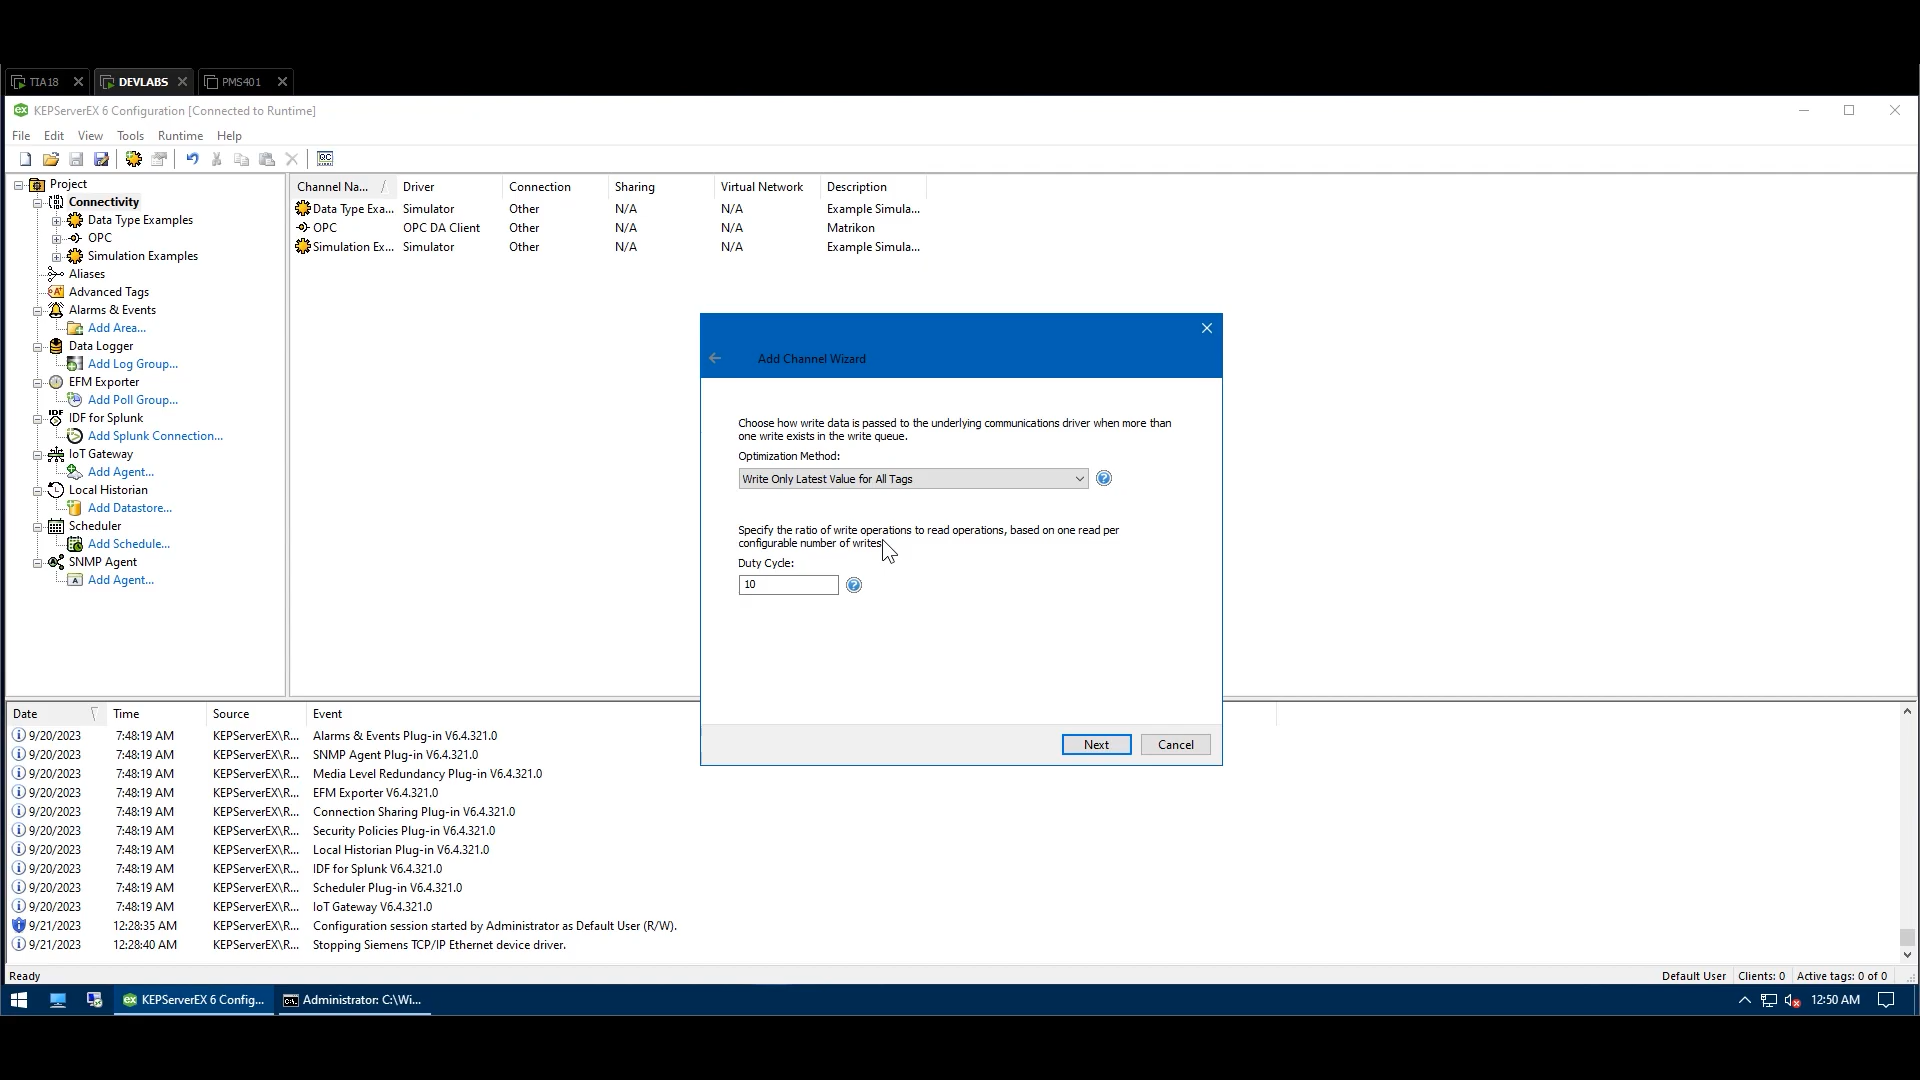 TIA18
DEVLABS
PMS401
KEPServerEX 6 Configuration [Connected to Runtime]
File Edit View Tools Runtime Help
Project
Connectivity
Data Type Examples
OPC
Simulation Examples
Aliases
Advanced Tags
Alarms & Events
Add Area...
Data Logger
Add Log Group...
EFM Exporter
Add Poll Group...
IDF for Splunk
Add Splunk Connection...
IoT Gateway
Add Agent...
Local Historian
Add Datastore...
Scheduler
Add Schedule...
SNMP Agent
Add Agent...
Channel Na... / Driver Connection Sharing Virtual Network Description
Data Type Exa... Simulator Other N/A N/A Example Simula...
OPC OPC DA Client Other N/A N/A Matrikon
Simulation Ex... Simulator Other N/A N/A Example Simula...
Add Channel Wizard
Choose how write data is passed to the underlying communications driver when more than
one write exists in the write queue.
Optimization Method:
Write Only Latest Value for All Tags
Specify the ratio of write operations to read operations, based on one read per
configurable number of writes
Duty Cycle:
10
Next Cancel
Date Time Source Event
9/20/2023 7:48:19 AM KEPServerEX\R... Alarms & Events Plug-in V6.4.321.0
9/20/2023 7:48:19 AM KEPServerEX\R... SNMP Agent Plug-in V6.4.321.0
9/20/2023 7:48:19 AM KEPServerEX\R... Media Level Redundancy Plug-in V6.4.321.0
9/20/2023 7:48:19 AM KEPServerEX\R... EFM Exporter V6.4.321.0
9/20/2023 7:48:19 AM KEPServerEX\R... Connection Sharing Plug-in V6.4.321.0
9/20/2023 7:48:19 AM KEPServerEX\R... Security Policies Plug-in V6.4.321.0
9/20/2023 7:48:19 AM KEPServerEX\R... Local Historian Plug-in V6.4.321.0
9/20/2023 7:48:19 AM KEPServerEX\R... IDF for Splunk V6.4.321.0
9/20/2023 7:48:19 AM KEPServerEX\R... Scheduler Plug-in V6.4.321.0
9/20/2023 7:48:19 AM KEPServerEX\R... IoT Gateway V6.4.321.0
9/21/2023 12:28:35 AM KEPServerEX\R... Configuration session started by Administrator as Default User (R/W).
9/21/2023 12:28:40 AM KEPServerEX\R... Stopping Siemens TCP/IP Ethernet device driver.
Ready Default User Clients: 0 Active tags: 0 of 0
KEPServerEX 6 Config... Administrator: C:\Wi... 12:50 AM